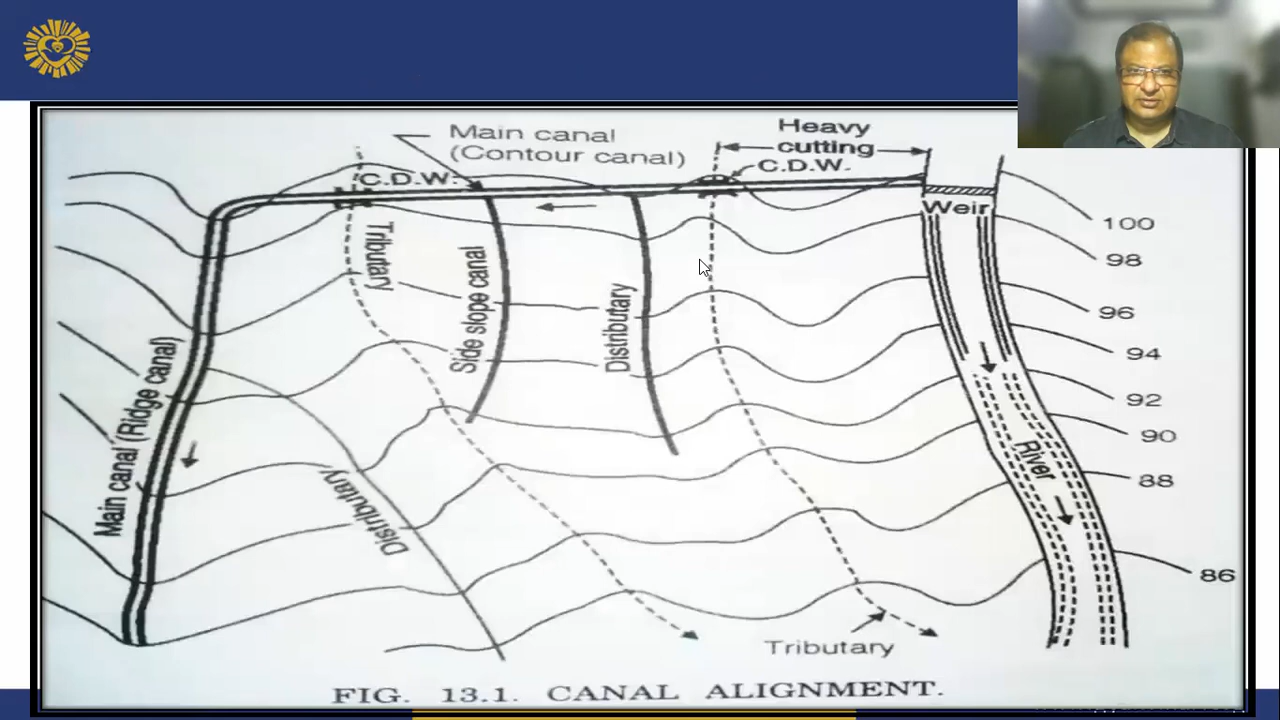 Main canal
(Contour canal)
Heavy
cutting
C.D.W.
C.D.W.
Weir
100
98
96
94
92
90
88
86
Tributary
Side slope canal
Distributary
Main canal (Ridge canal)
Distributary
River
Tributary
FIG. 13.1. CANAL ALIGNMENT.